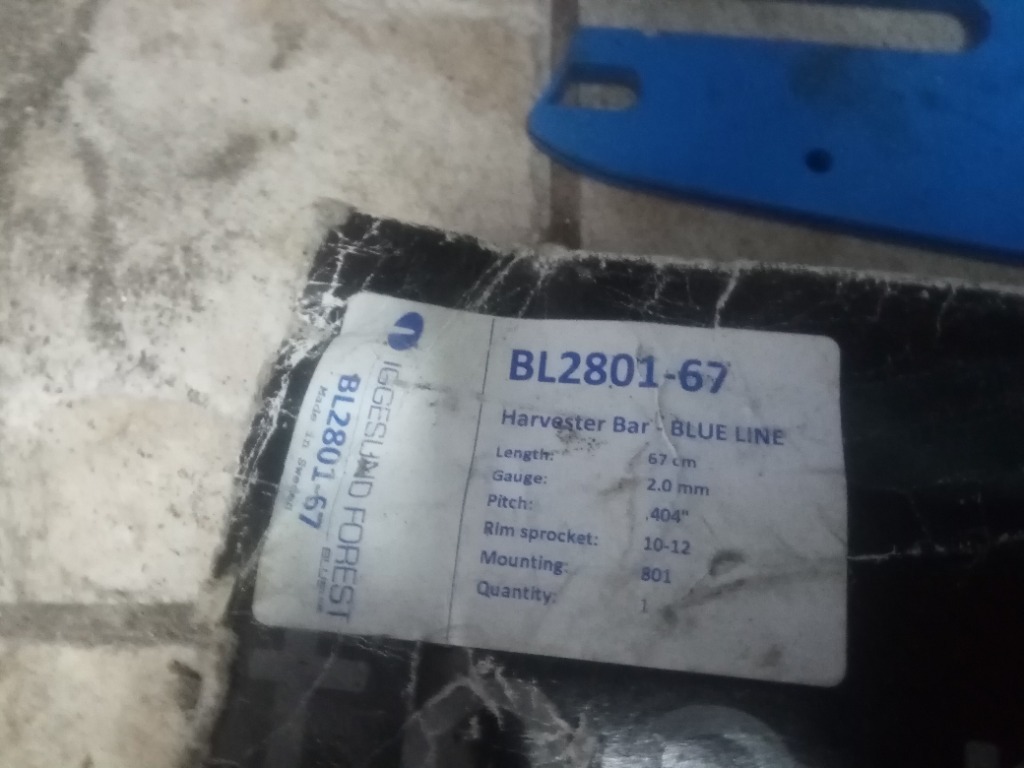 IGGESUND FOREST
BL2801-67
Made in Sweden
BL2801-67
Harvester Bar - BLUE LINE
Length: 67 cm
Gauge: 2.0 mm
Pitch: .404"
Rim sprocket: 10-12
Mounting: 801
Quantity: 1